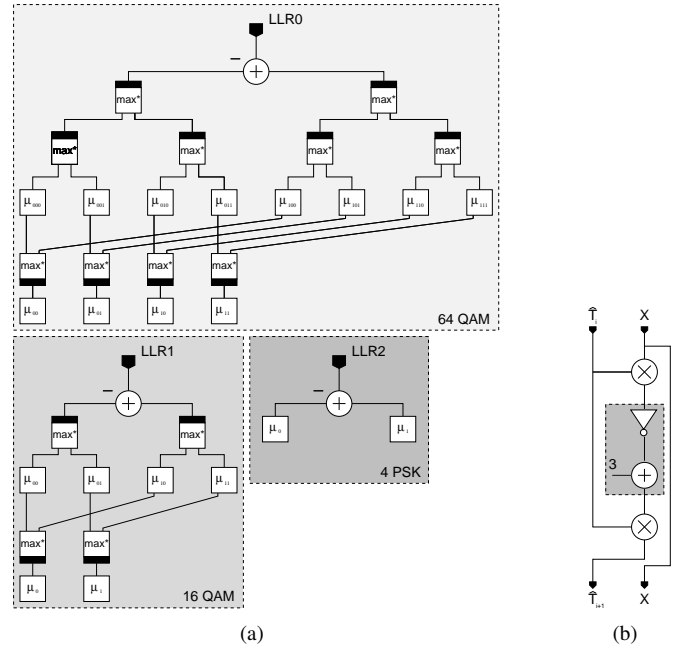 LLR0
−
+
max* max*
max* max* max* max*
μ000 μ001 μ010 μ011 μ100 μ101 μ110 μ111
max* max* max* max*
μ00 μ01 μ10 μ11
64 QAM
LLR1
−
+
max* max*
μ00 μ01 μ10 μ11
max* max*
μ0 μ1
16 QAM
LLR2
−
+
μ0 μ1
4 PSK
(a)
T̂i X
×
3
+
×
T̂i+1 X
(b)